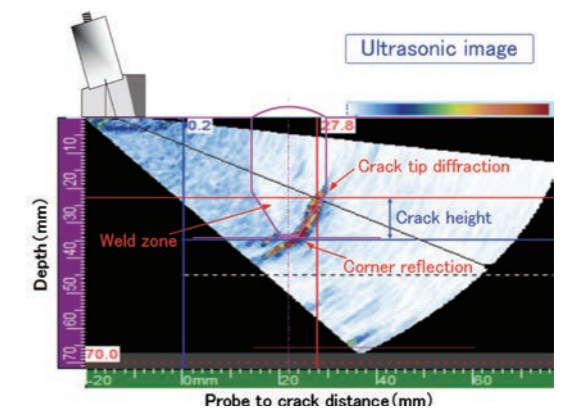 Ultrasonic image
0.2
27.8
Crack tip diffraction
Crack height
Weld zone
Corner reflection
Depth(mm)
10
20
30
40
50
60
70
70.0
-20
0mm
20
40
60
Probe to crack distance(mm)